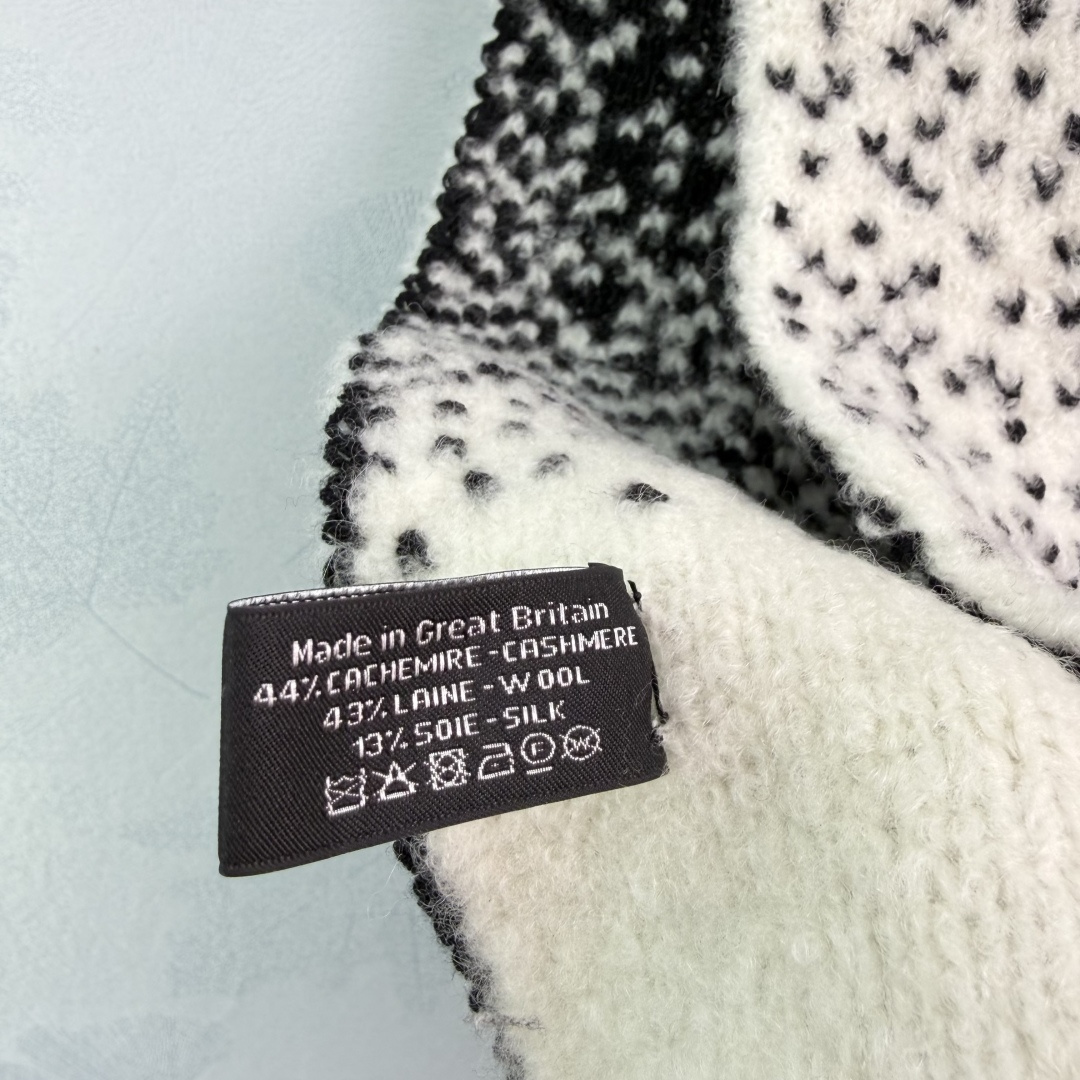 Made in Great Britain
44% CACHEMIRE - CASHMERE
43% LAINE - WOOL
13% SOIE - SILK